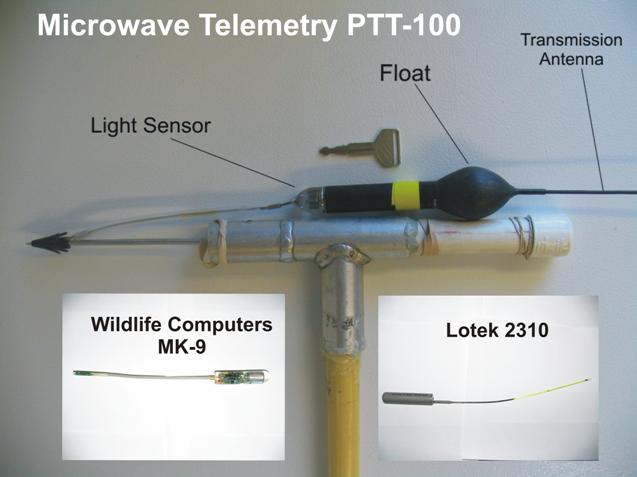 Microwave Telemetry PTT-100
Transmission
Antenna
Float
Light Sensor
Wildlife Computers
MK-9
Lotek 2310